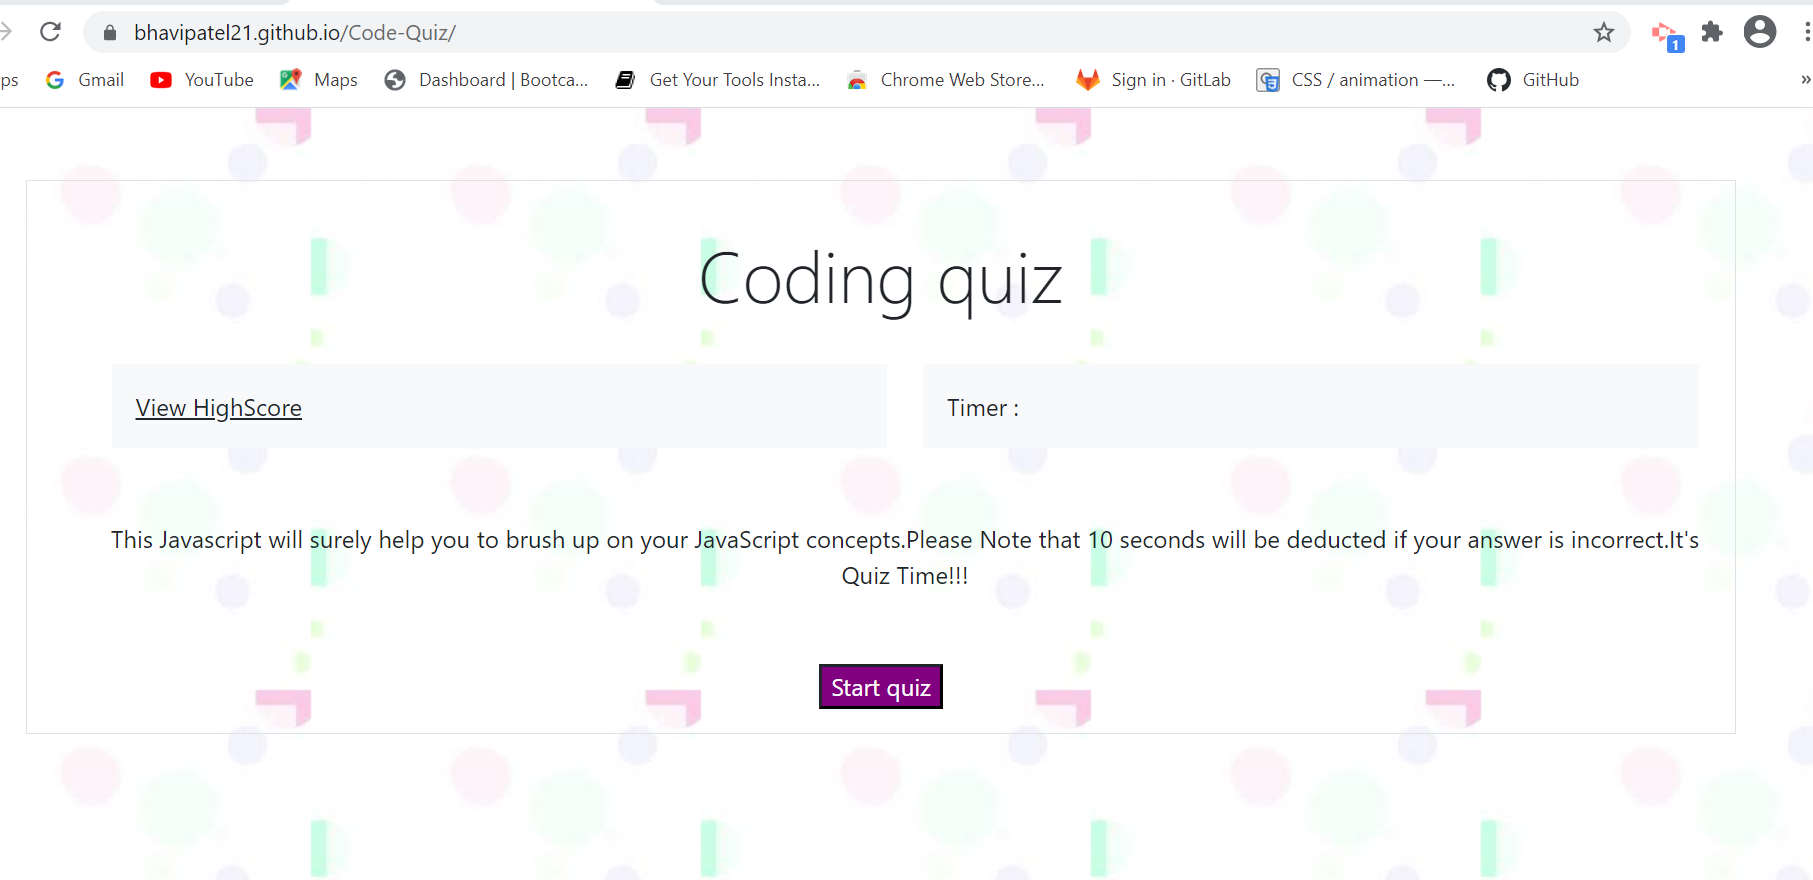 bhavipatel21.github.io/Code-Quiz/
1
ps Gmail YouTube Maps Dashboard | Bootca... Get Your Tools Insta... Chrome Web Store... Sign in · GitLab CSS / animation —... GitHub »
Coding quiz
View HighScore Timer :
This Javascript will surely help you to brush up on your JavaScript concepts.Please Note that 10 seconds will be deducted if your answer is incorrect.It's
Quiz Time!!!
Start quiz